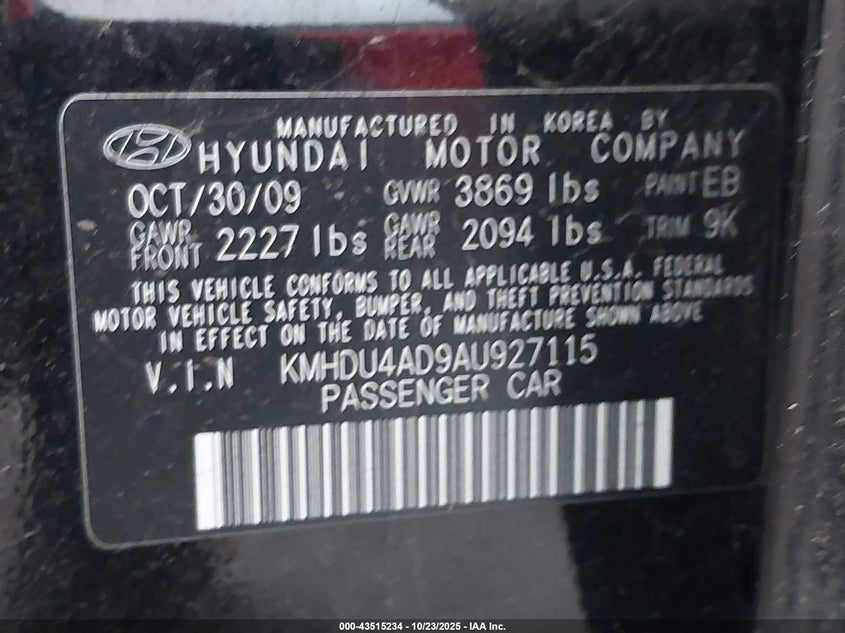 MANUFACTURED IN KOREA BY
HYUNDAI MOTOR COMPANY
OCT/30/09 GVWR 3869 lbs PAINT EB
GAWR FRONT 2227 lbs GAWR REAR 2094 lbs TRIM 9K
THIS VEHICLE CONFORMS TO ALL APPLICABLE U.S.A. FEDERAL
MOTOR VEHICLE SAFETY, BUMPER, AND THEFT PREVENTION STANDARDS
IN EFFECT ON THE DATE OF MANUFACTURE SHOWN ABOVE
V.I.N KMHDU4AD9AU927115
PASSENGER CAR
000-43515234 - 10/23/2025 - IAA Inc.